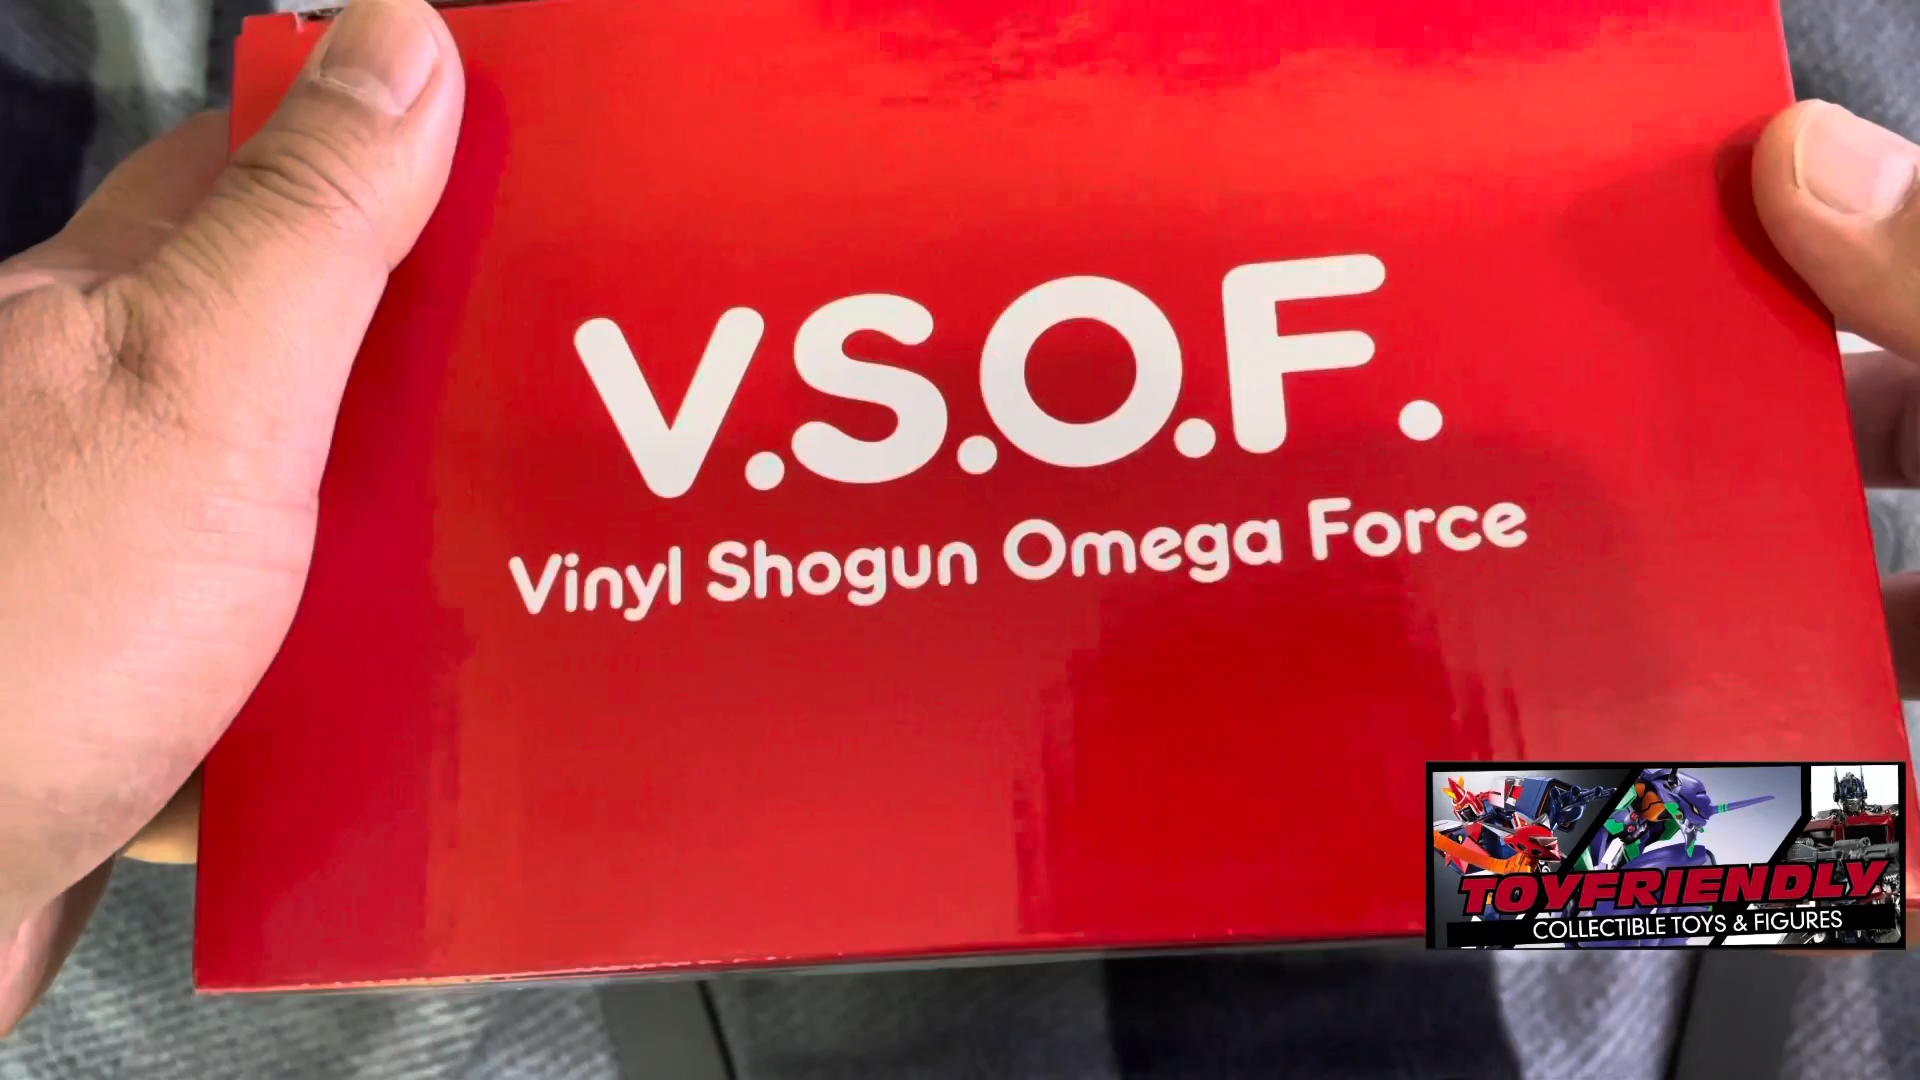 V.S.O.F.
Vinyl Shogun Omega Force
TOYFRIENDLY
COLLECTIBLE TOYS & FIGURES